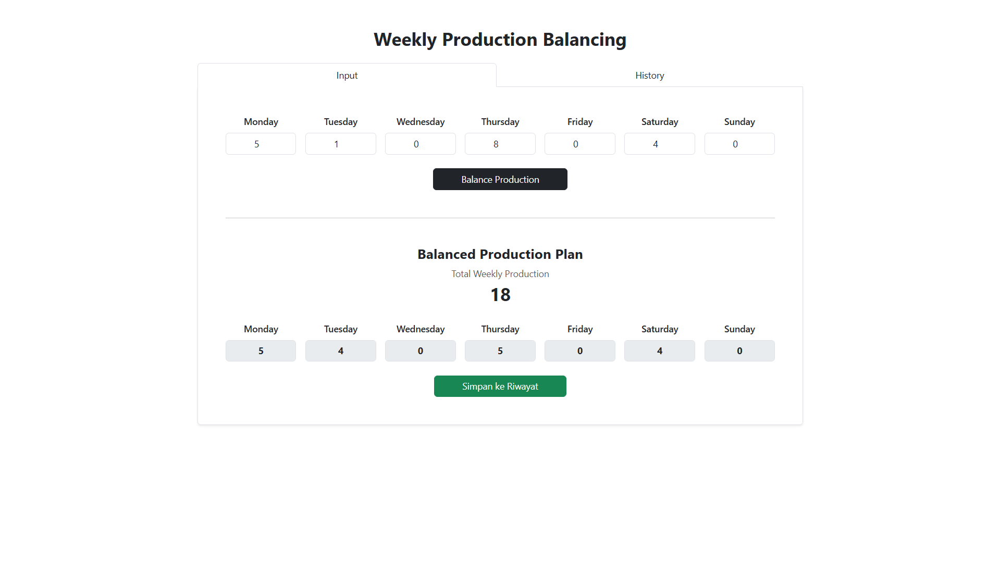 Weekly Production Balancing
Input History
Monday Tuesday Wednesday Thursday Friday Saturday Sunday
5 1 0 8 0 4 0
Balance Production
Balanced Production Plan
Total Weekly Production
18
Monday Tuesday Wednesday Thursday Friday Saturday Sunday
5 4 0 5 0 4 0
Simpan ke Riwayat